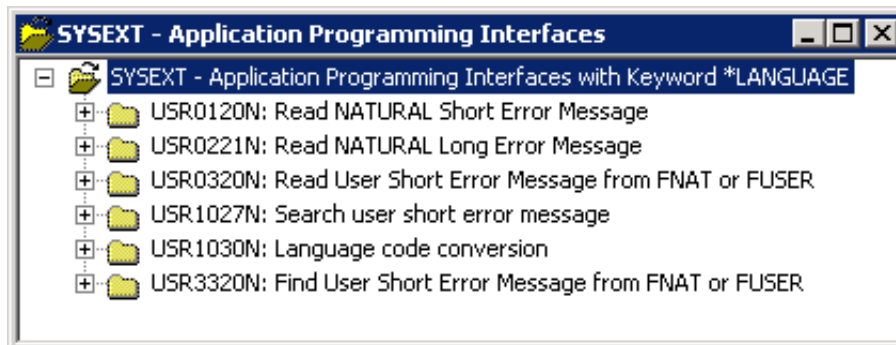 SYSEXT - Application Programming Interfaces
SYSEXT - Application Programming Interfaces with Keyword *LANGUAGE
USR0120N: Read NATURAL Short Error Message
USR0221N: Read NATURAL Long Error Message
USR0320N: Read User Short Error Message from FNAT or FUSER
USR1027N: Search user short error message
USR1030N: Language code conversion
USR3320N: Find User Short Error Message from FNAT or FUSER